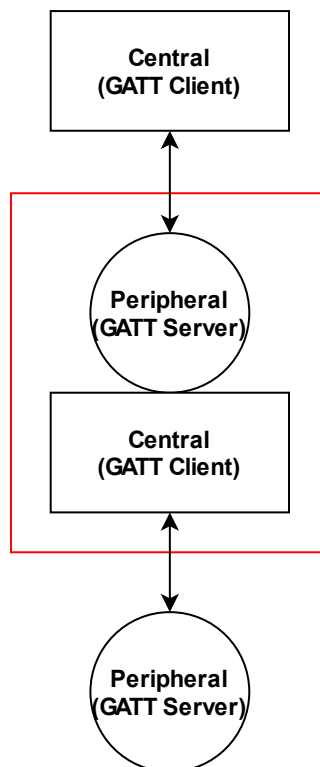 Central
(GATT Client)
Peripheral
(GATT Server)
Central
(GATT Client)
Peripheral
(GATT Server)